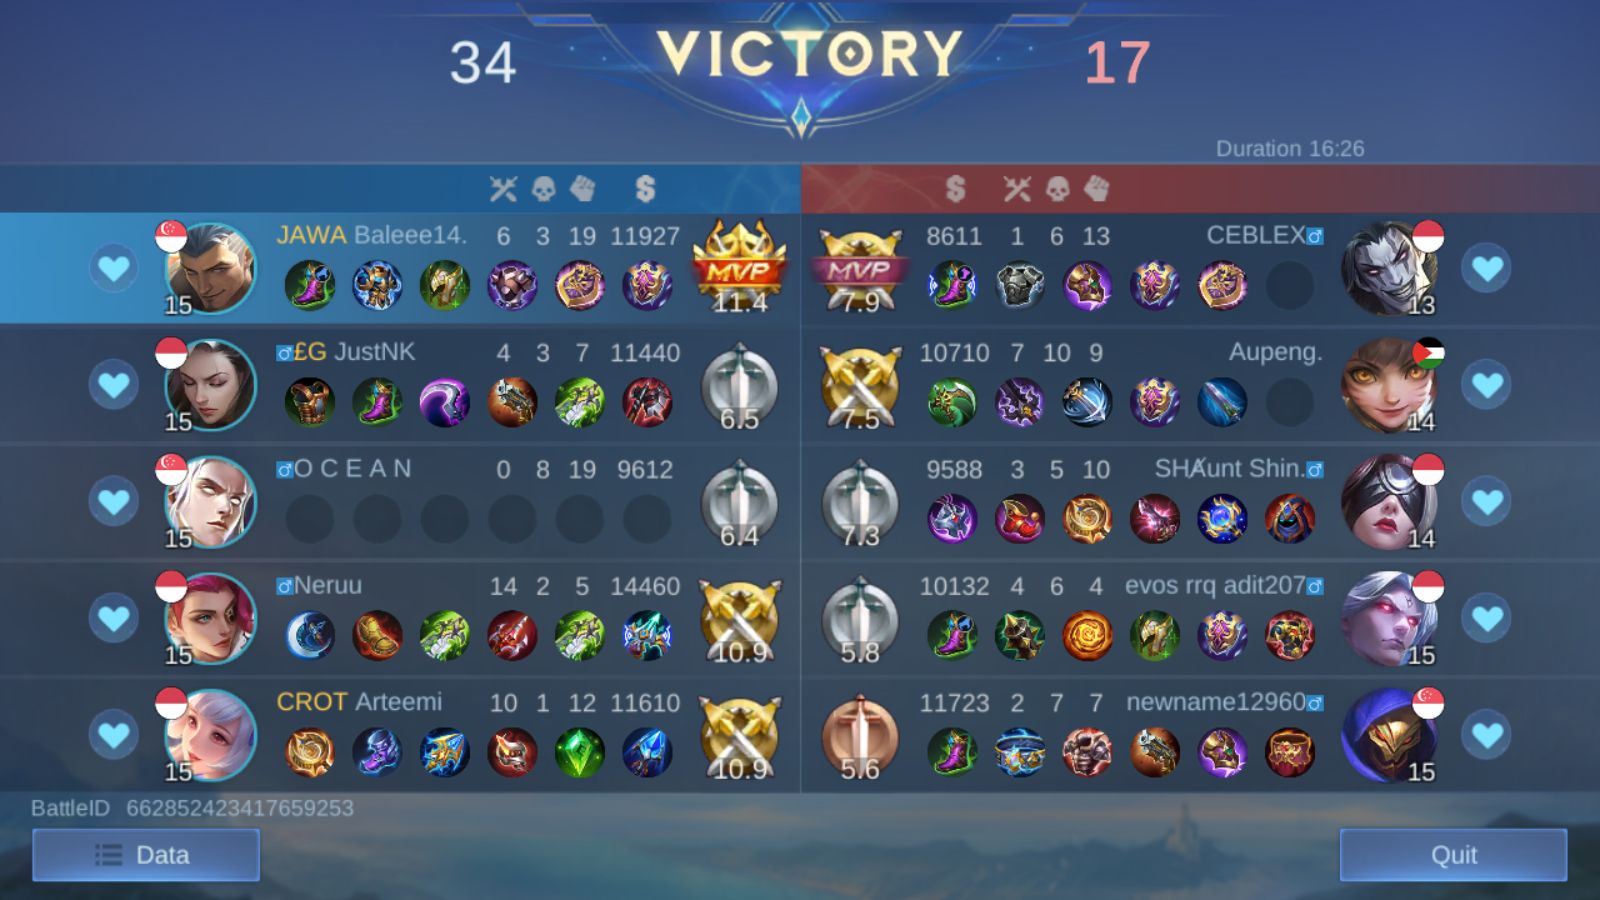 34 VICTORY 17
Duration 16:26
JAWA Baleee14. 6 3 19 11927 MVP 11.4
15
MVP 7.9 8611 1 6 13 CEBLEX♂
13
♂£G JustNK 4 3 7 11440 6.5
15
7.5 10710 7 10 9 Aupeng.
14
♂O C E A N 0 8 19 9612 6.4
15
7.3 9588 3 5 10 SHAunt Shin.♂
14
♂Neruu 14 2 5 14460 10.9
15
5.8 10132 4 6 4 evos rrq adit207♂
15
CROT Arteemi 10 1 12 11610 10.9
15
5.6 11723 2 7 7 newname12960♂
15
BattleID 662852423417659253
Data
Quit